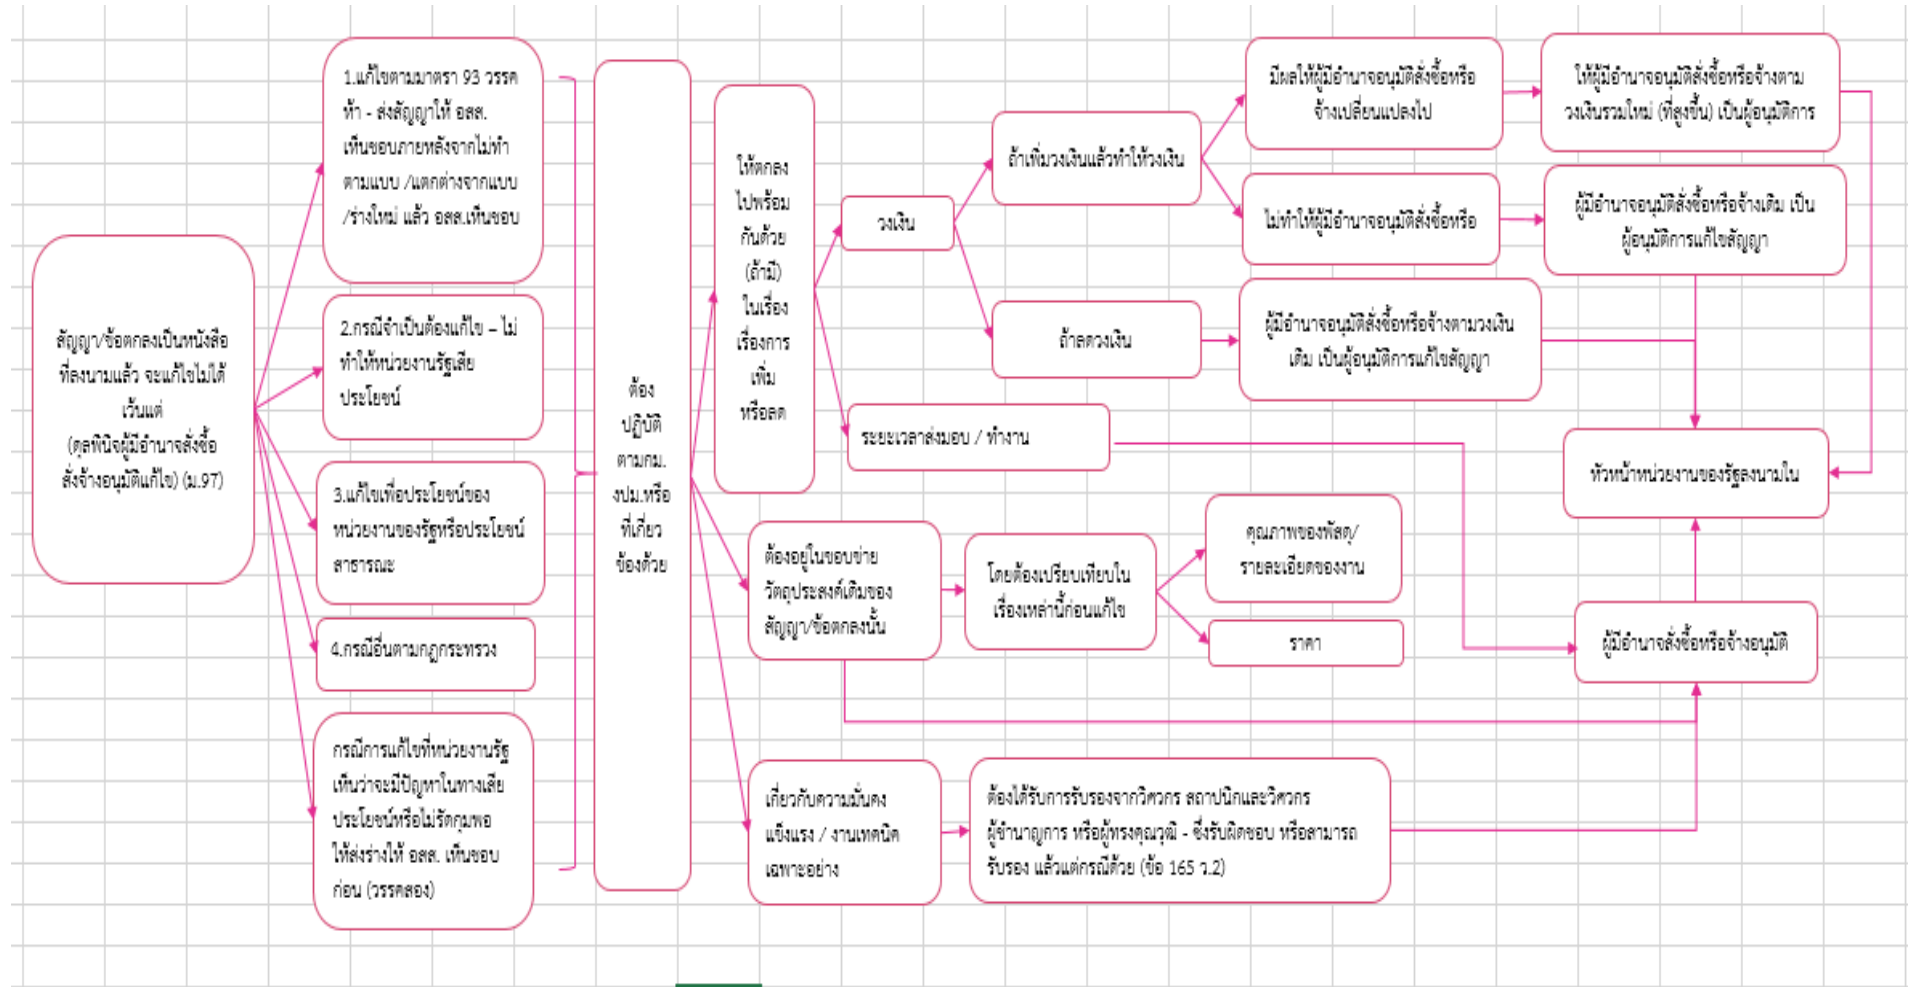 สัญญา/ข้อตกลงเป็นหนังสือ
ที่ลงนามแล้ว จะแก้ไขไม่ได้
เว้นแต่
(ดุลพินิจผู้มีอำนาจสั่งซื้อ
สั่งจ้างอนุมัติแก้ไข) (ม.97)
1.แก้ไขตามมาตรา 93 วรรค
ห้า - ส่งสัญญาให้ อสส.
เห็นชอบภายหลังจากไม่ทำ
ตามแบบ /แตกต่างจากแบบ
/ร่างใหม่ แล้ว อสส.เห็นชอบ
2.กรณีจำเป็นต้องแก้ไข – ไม่
ทำให้หน่วยงานรัฐเสีย
ประโยชน์
3.แก้ไขเพื่อประโยชน์ของ
หน่วยงานของรัฐหรือประโยชน์
สาธารณะ
4.กรณีอื่นตามกฎกระทรวง
กรณีการแก้ไขที่หน่วยงานรัฐ
เห็นว่าจะมีปัญหาในทางเสีย
ประโยชน์หรือไม่รัดกุมพอ
ให้ส่งร่างให้ อสส. เห็นชอบ
ก่อน (วรรคสอง)
ต้อง
ปฏิบัติ
ตามกม.
งปม.หรือ
ที่เกี่ยว
ข้องด้วย
ให้ตกลง
ไปพร้อม
กันด้วย
(ถ้ามี)
ในเรื่อง
เรื่องการ
เพิ่ม
หรือลด
วงเงิน
ถ้าเพิ่มวงเงินแล้วทำให้วงเงิน
มีผลให้ผู้มีอำนาจอนุมัติสั่งซื้อหรือ
จ้างเปลี่ยนแปลงไป
ให้ผู้มีอำนาจอนุมัติสั่งซื้อหรือจ้างตาม
วงเงินรวมใหม่ (ที่สูงขึ้น) เป็นผู้อนุมัติการ
ไม่ทำให้ผู้มีอำนาจอนุมัติสั่งซื้อหรือ
ผู้มีอำนาจอนุมัติสั่งซื้อหรือจ้างเดิม เป็น
ผู้อนุมัติการแก้ไขสัญญา
ถ้าลดวงเงิน
ผู้มีอำนาจอนุมัติสั่งซื้อหรือจ้างตามวงเงิน
เดิม เป็นผู้อนุมัติการแก้ไขสัญญา
ระยะเวลาส่งมอบ / ทำงาน
หัวหน้าหน่วยงานของรัฐลงนามใน
ต้องอยู่ในขอบข่าย
วัตถุประสงค์เดิมของ
สัญญา/ข้อตกลงนั้น
โดยต้องเปรียบเทียบใน
เรื่องเหล่านี้ก่อนแก้ไข
คุณภาพของพัสดุ/
รายละเอียดของงาน
ราคา
ผู้มีอำนาจสั่งซื้อหรือจ้างอนุมัติ
เกี่ยวกับความมั่นคง
แข็งแรง / งานเทคนิค
เฉพาะอย่าง
ต้องได้รับการรับรองจากวิศวกร สถาปนิกและวิศวกร
ผู้ชำนาญการ หรือผู้ทรงคุณวุฒิ - ซึ่งรับผิดชอบ หรือสามารถ
รับรอง แล้วแต่กรณีด้วย (ข้อ 165 ว.2)